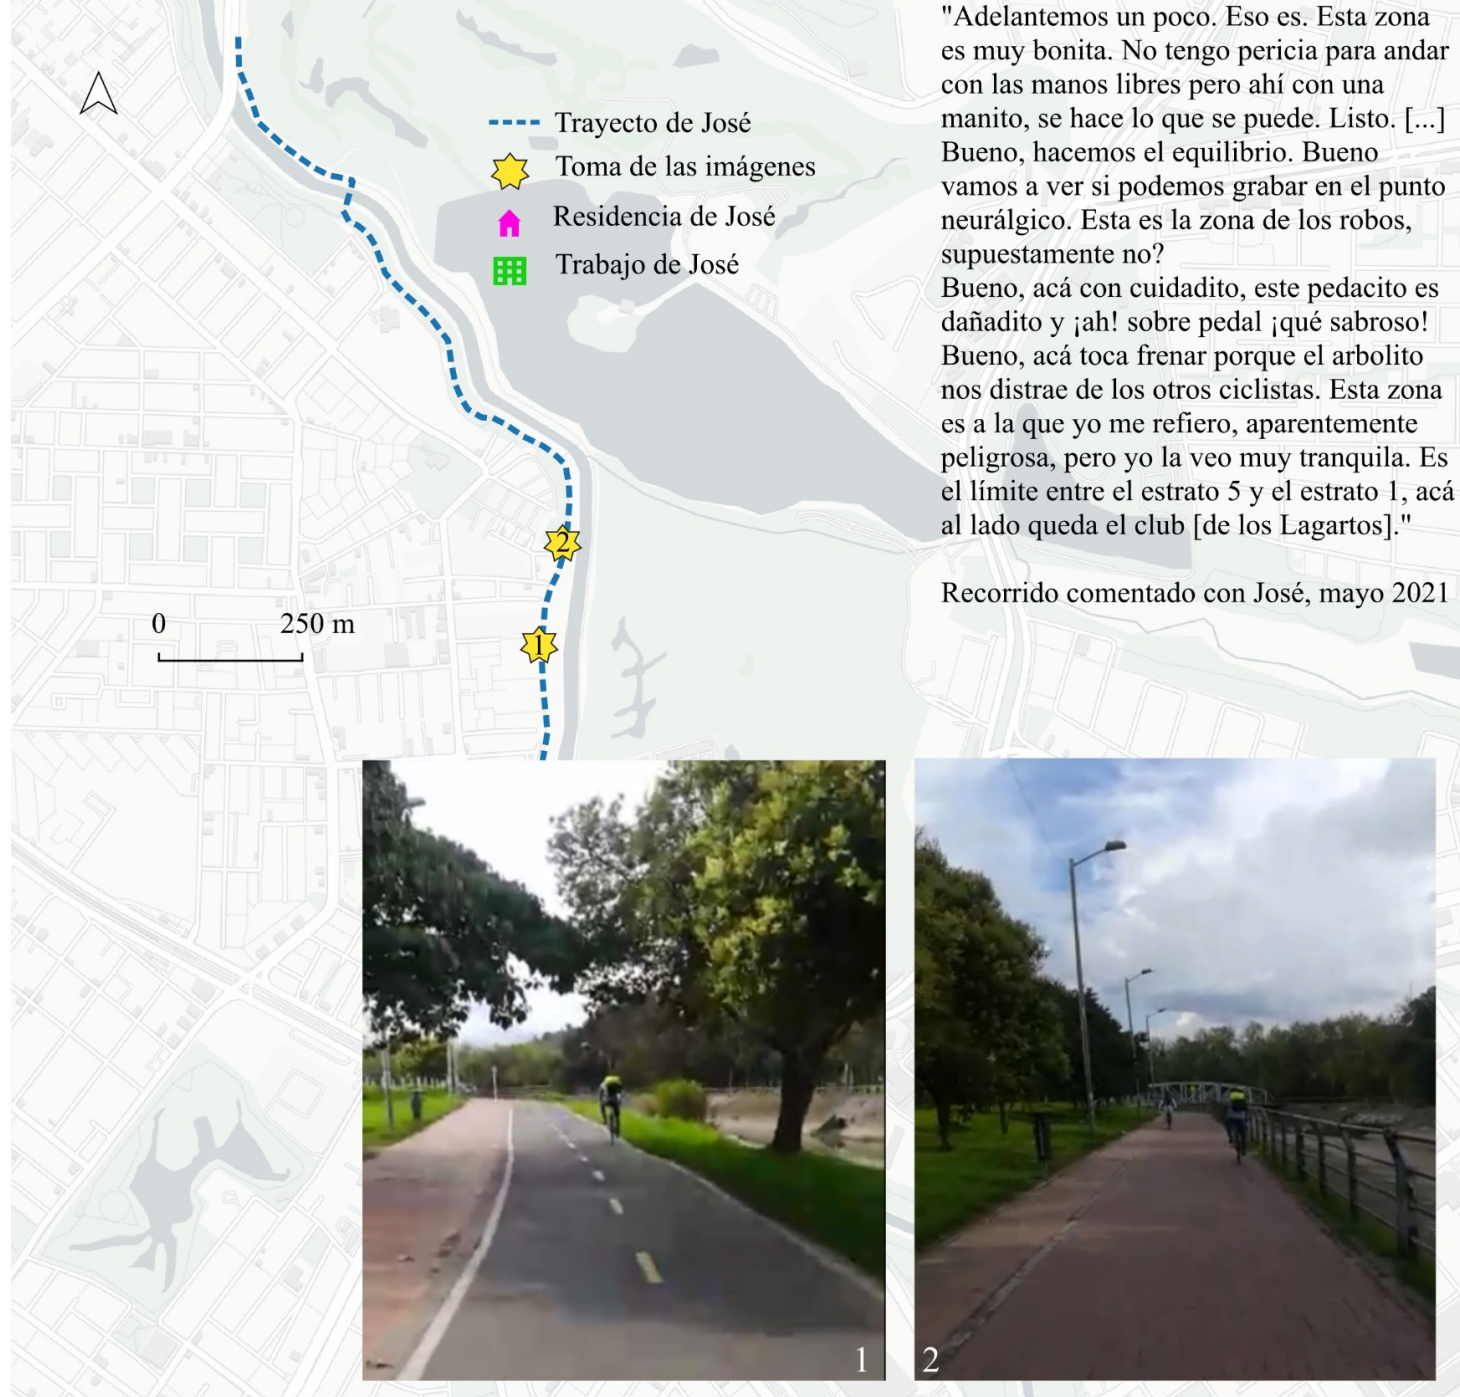 "Adelantemos un poco. Eso es. Esta zona
es muy bonita. No tengo pericia para andar
con las manos libres pero ahí con una
manito, se hace lo que se puede. Listo. [...]
Bueno, hacemos el equilibrio. Bueno
vamos a ver si podemos grabar en el punto
neurálgico. Esta es la zona de los robos,
supuestamente no?
Bueno, acá con cuidadito, este pedacito es
dañadito y ¡ah! sobre pedal ¡qué sabroso!
Bueno, acá toca frenar porque el arbolito
nos distrae de los otros ciclistas. Esta zona
es a la que yo me refiero, aparentemente
peligrosa, pero yo la veo muy tranquila. Es
el límite entre el estrato 5 y el estrato 1, acá
al lado queda el club [de los Lagartos]."
Recorrido comentado con José, mayo 2021
Trayecto de José
Toma de las imágenes
Residencia de José
Trabajo de José
2
1
0 250 m
1
2